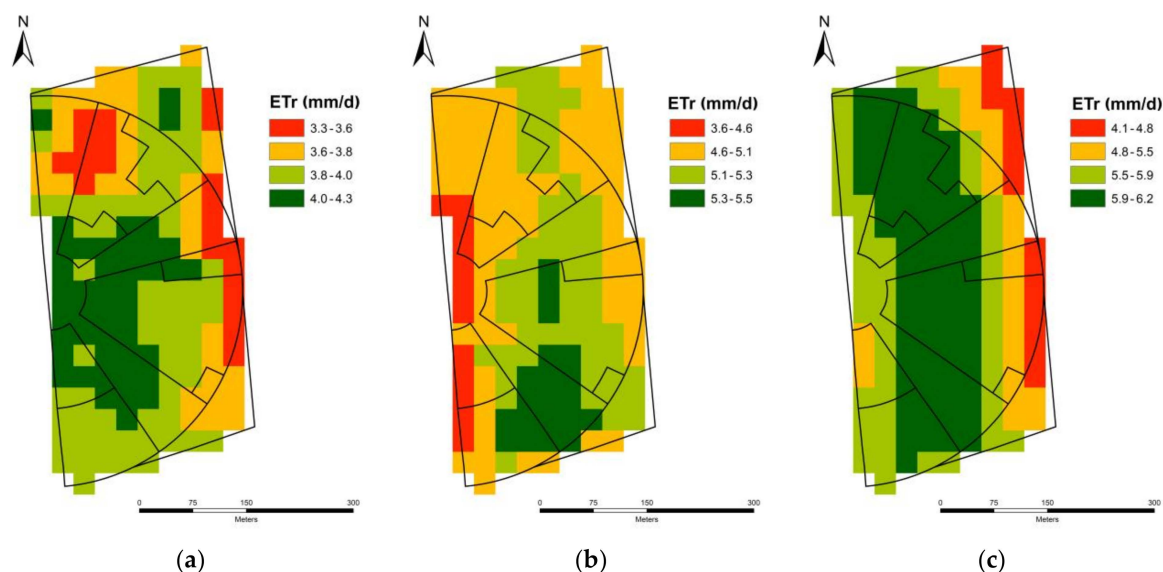 N
ETr (mm/d)
3.3–3.6
3.6–3.8
3.8–4.0
4.0–4.3
0 75 150 300
Meters
(a)
N
ETr (mm/d)
3.6–4.6
4.6–5.1
5.1–5.3
5.3–5.5
0 75 150 300
Meters
(b)
N
ETr (mm/d)
4.1–4.8
4.8–5.5
5.5–5.9
5.9–6.2
0 75 150 300
Meters
(c)